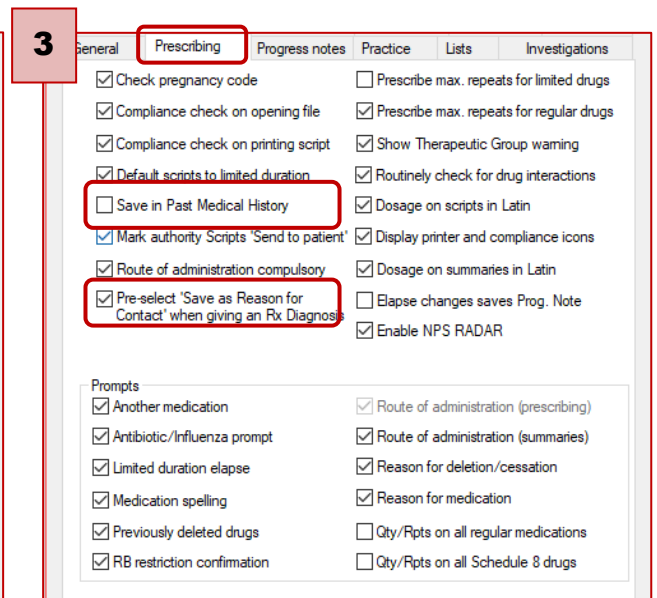 3
General Prescribing Progress notes Practice Lists Investigations
Check pregnancy code
Compliance check on opening file
Compliance check on printing script
Default scripts to limited duration
Save in Past Medical History
Mark authority Scripts 'Send to patient'
Route of administration compulsory
Pre-select 'Save as Reason for
Contact' when giving an Rx Diagnosis
Prescribe max. repeats for limited drugs
Prescribe max. repeats for regular drugs
Show Therapeutic Group warning
Routinely check for drug interactions
Dosage on scripts in Latin
Display printer and compliance icons
Dosage on summaries in Latin
Elapse changes saves Prog. Note
Enable NPS RADAR
Prompts
Another medication
Antibiotic/Influenza prompt
Limited duration elapse
Medication spelling
Previously deleted drugs
RB restriction confirmation
Route of administration (prescribing)
Route of administration (summaries)
Reason for deletion/cessation
Reason for medication
Qty/Rpts on all regular medications
Qty/Rpts on all Schedule 8 drugs